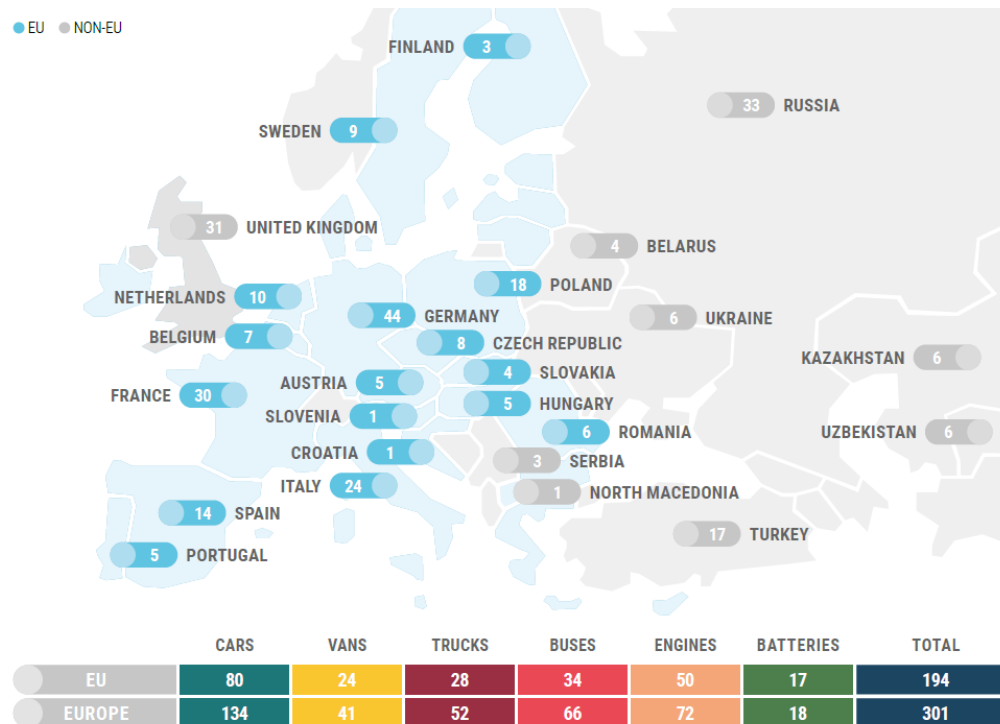 EU NON-EU
FINLAND 3
33 RUSSIA
SWEDEN 9
31 UNITED KINGDOM
4 BELARUS
18 POLAND
NETHERLANDS 10
44 GERMANY
6 UKRAINE
BELGIUM 7
8 CZECH REPUBLIC
KAZAKHSTAN 6
4 SLOVAKIA
AUSTRIA 5
FRANCE 30
5 HUNGARY
SLOVENIA 1
6 ROMANIA
UZBEKISTAN 6
CROATIA 1
3 SERBIA
ITALY 24
1 NORTH MACEDONIA
14 SPAIN
17 TURKEY
5 PORTUGAL
CARS VANS TRUCKS BUSES ENGINES BATTERIES TOTAL
EU 80 24 28 34 50 17 194
EUROPE 134 41 52 66 72 18 301